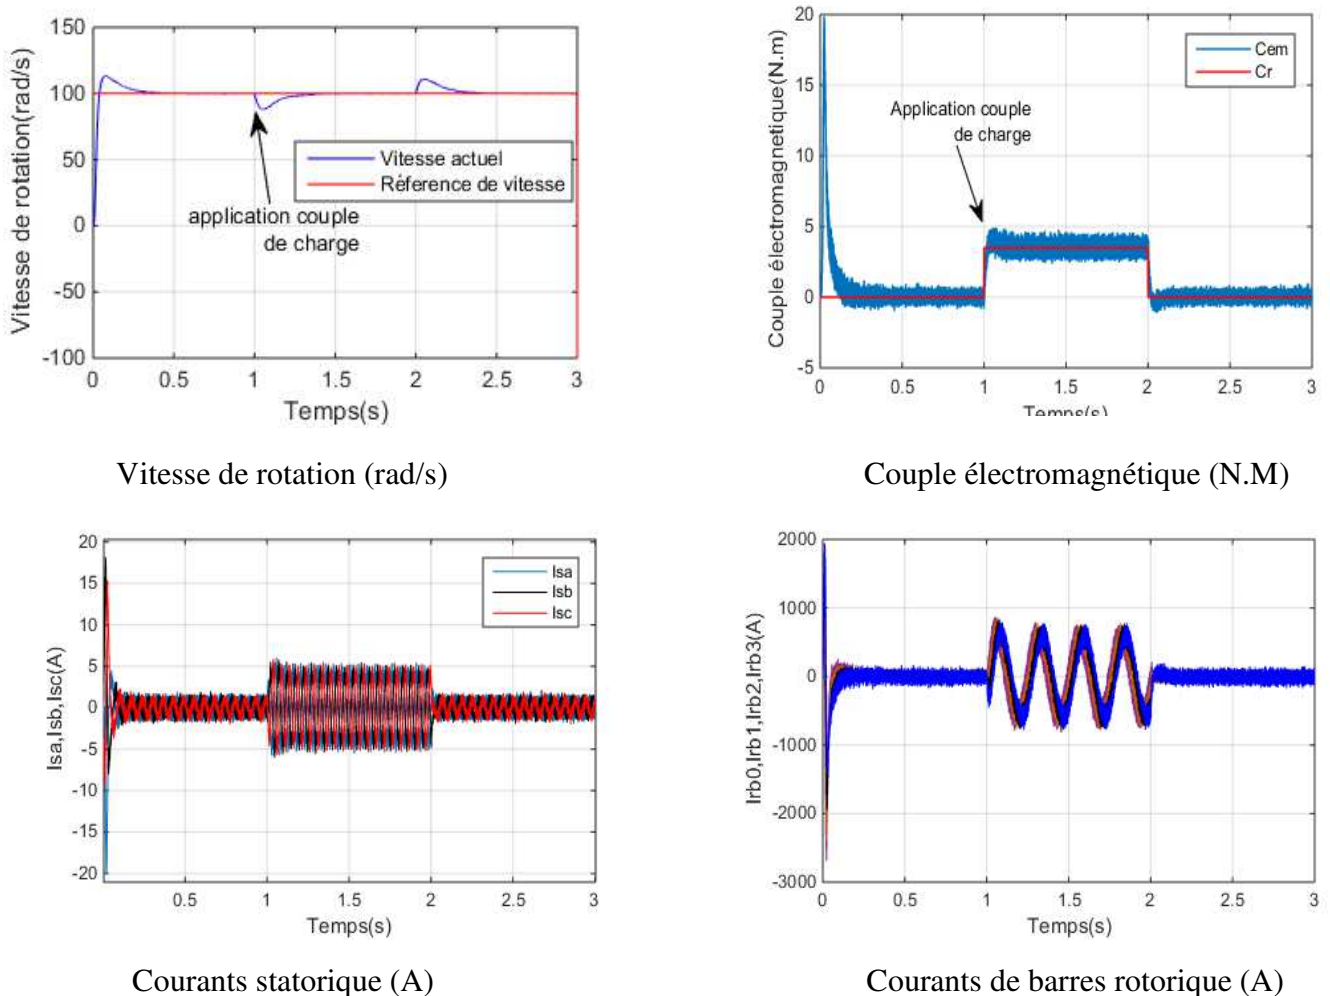 150
100
50
0
-50
-100
Vitesse de rotation(rad/s)
Vitesse actuel
Réference de vitesse
application couple
de charge
0 0.5 1 1.5 2 2.5 3
Temps(s)
Vitesse de rotation (rad/s)
20
15
10
5
0
-5
Couple électromagnetique(N.m)
Cem
Cr
Application couple
de charge
0 0.5 1 1.5 2 2.5 3
Temps(s)
Couple électromagnétique (N.M)
20
15
10
5
0
-5
-10
-15
-20
Isa,Isb,Isc(A)
Isa
Isb
Isc
0.5 1 1.5 2 2.5 3
Temps(s)
Courants statorique (A)
2000
1000
0
-1000
-2000
-3000
Irb0,Irb1,Irb2,Irb3(A)
0 0.5 1 1.5 2 2.5 3
Temps(s)
Courants de barres rotorique (A)